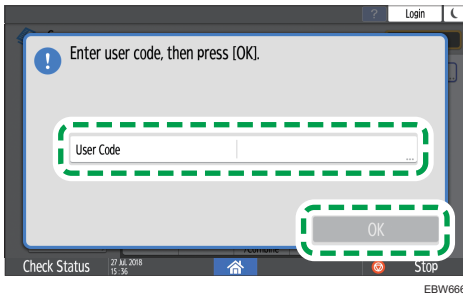 ? Login
Enter user code, then press [OK].
User Code ...
OK
Check Status 27 Jul. 2018
15 : 36
Stop
EBW666